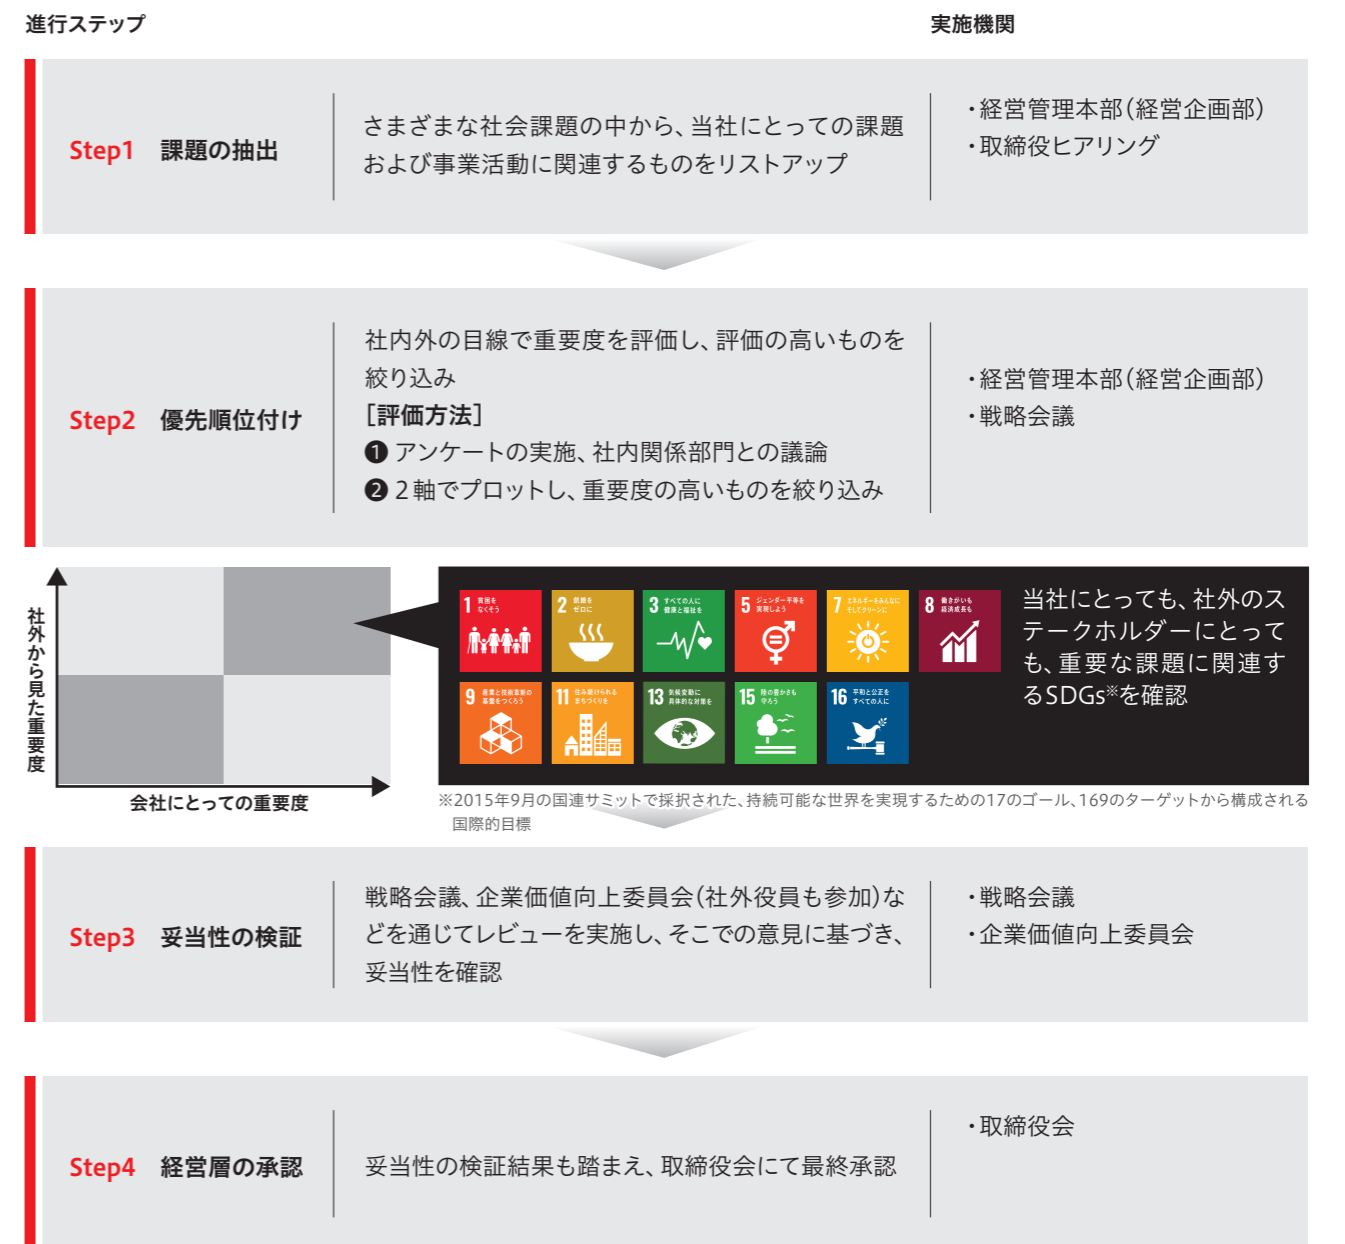 進行ステップ
実施機関
Step1 課題の抽出
さまざまな社会課題の中から、当社にとっての課題
および事業活動に関連するものをリストアップ
・経営管理本部(経営企画部)
・取締役ヒアリング
Step2 優先順位付け
社内外の目線で重要度を評価し、評価の高いものを
絞り込み
[評価方法]
❶ アンケートの実施、社内関係部門との議論
❷ 2軸でプロットし、重要度の高いものを絞り込み
・経営管理本部(経営企画部)
・戦略会議
社外から見た重要度
会社にとっての重要度
1 貧困を
なくそう
2 飢餓を
ゼロに
3 すべての人に
健康と福祉を
5 ジェンダー平等を
実現しよう
7 エネルギーをみんなに
そしてクリーンに
8 働きがいも
経済成長も
9 産業と技術革新の
基盤をつくろう
11 住み続けられる
まちづくりを
13 気候変動に
具体的な対策を
15 陸の豊かさも
守ろう
16 平和と公正を
すべての人に
当社にとっても、社外のス
テークホルダーにとって
も、重要な課題に関連す
るSDGs※を確認
※2015年9月の国連サミットで採択された、持続可能な世界を実現するための17のゴール、169のターゲットから構成される
国際的目標
Step3 妥当性の検証
戦略会議、企業価値向上委員会(社外役員も参加)な
どを通じてレビューを実施し、そこでの意見に基づき、
妥当性を確認
・戦略会議
・企業価値向上委員会
Step4 経営層の承認
妥当性の検証結果も踏まえ、取締役会にて最終承認
・取締役会